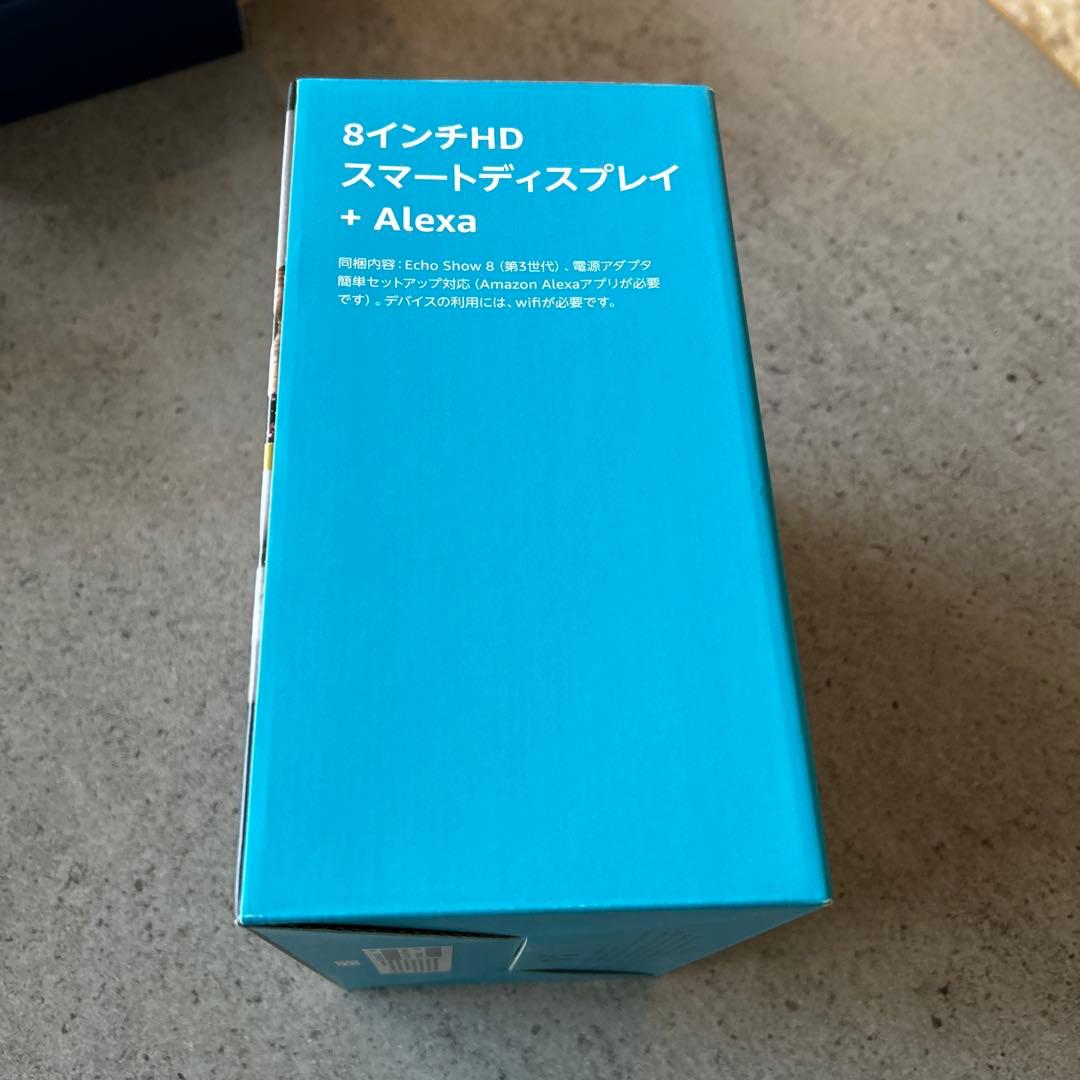 8インチHD
スマートディスプレイ
+ Alexa
同梱内容：Echo Show 8（第3世代）、電源アダプタ
簡単セットアップ対応（Amazon Alexaアプリが必要
です）。デバイスの利用には、wifiが必要です。